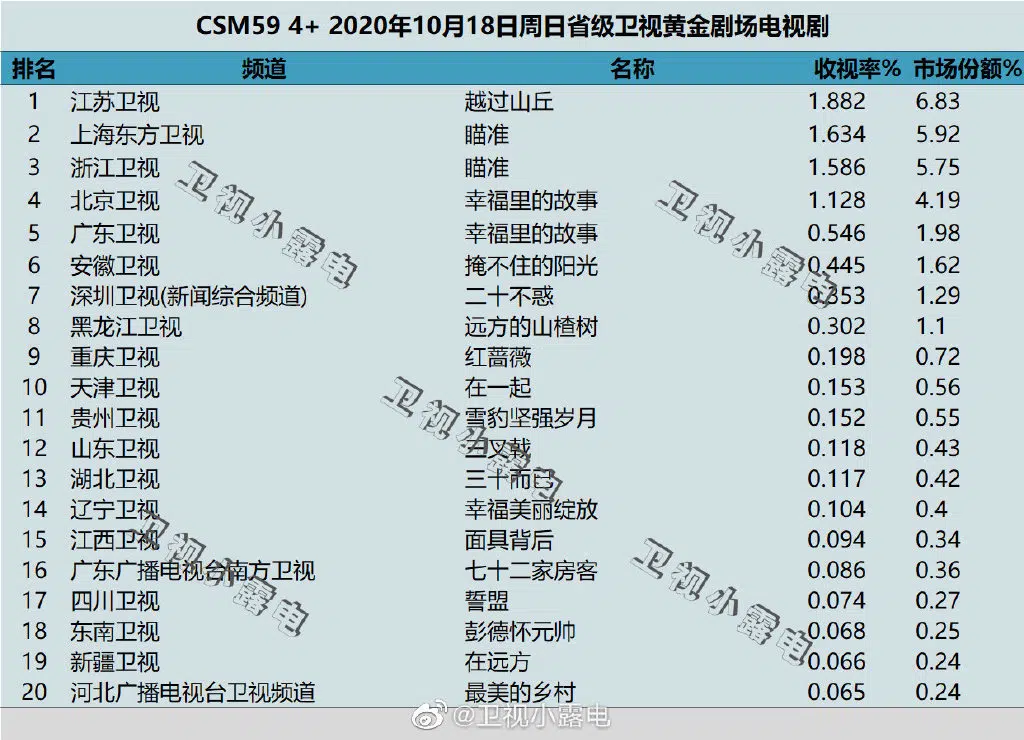 CSM59 4+ 2020年10月18日周日省级卫视黄金剧场电视剧
排名 频道 名称 收视率% 市场份额%
1 江苏卫视 越过山丘 1.882 6.83
2 上海东方卫视 瞄准 1.634 5.92
3 浙江卫视 瞄准 1.586 5.75
4 北京卫视 幸福里的故事 1.128 4.19
5 广东卫视 幸福里的故事 0.546 1.98
6 安徽卫视 掩不住的阳光 0.445 1.62
7 深圳卫视(新闻综合频道) 二十不惑 0.353 1.29
8 黑龙江卫视 远方的山楂树 0.302 1.1
9 重庆卫视 红蔷薇 0.198 0.72
10 天津卫视 在一起 0.153 0.56
11 贵州卫视 雪豹坚强岁月 0.152 0.55
12 山东卫视 三叉戟 0.118 0.43
13 湖北卫视 三十而已 0.117 0.42
14 辽宁卫视 幸福美丽绽放 0.104 0.4
15 江西卫视 面具背后 0.094 0.34
16 广东广播电视台南方卫视 七十二家房客 0.086 0.36
17 四川卫视 誓盟 0.074 0.27
18 东南卫视 彭德怀元帅 0.068 0.25
19 新疆卫视 在远方 0.066 0.24
20 河北广播电视台卫视频道 最美的乡村 0.065 0.24
卫视小露电
卫视小露电
卫视小露电
卫视小露电
卫视小露电
@卫视小露电